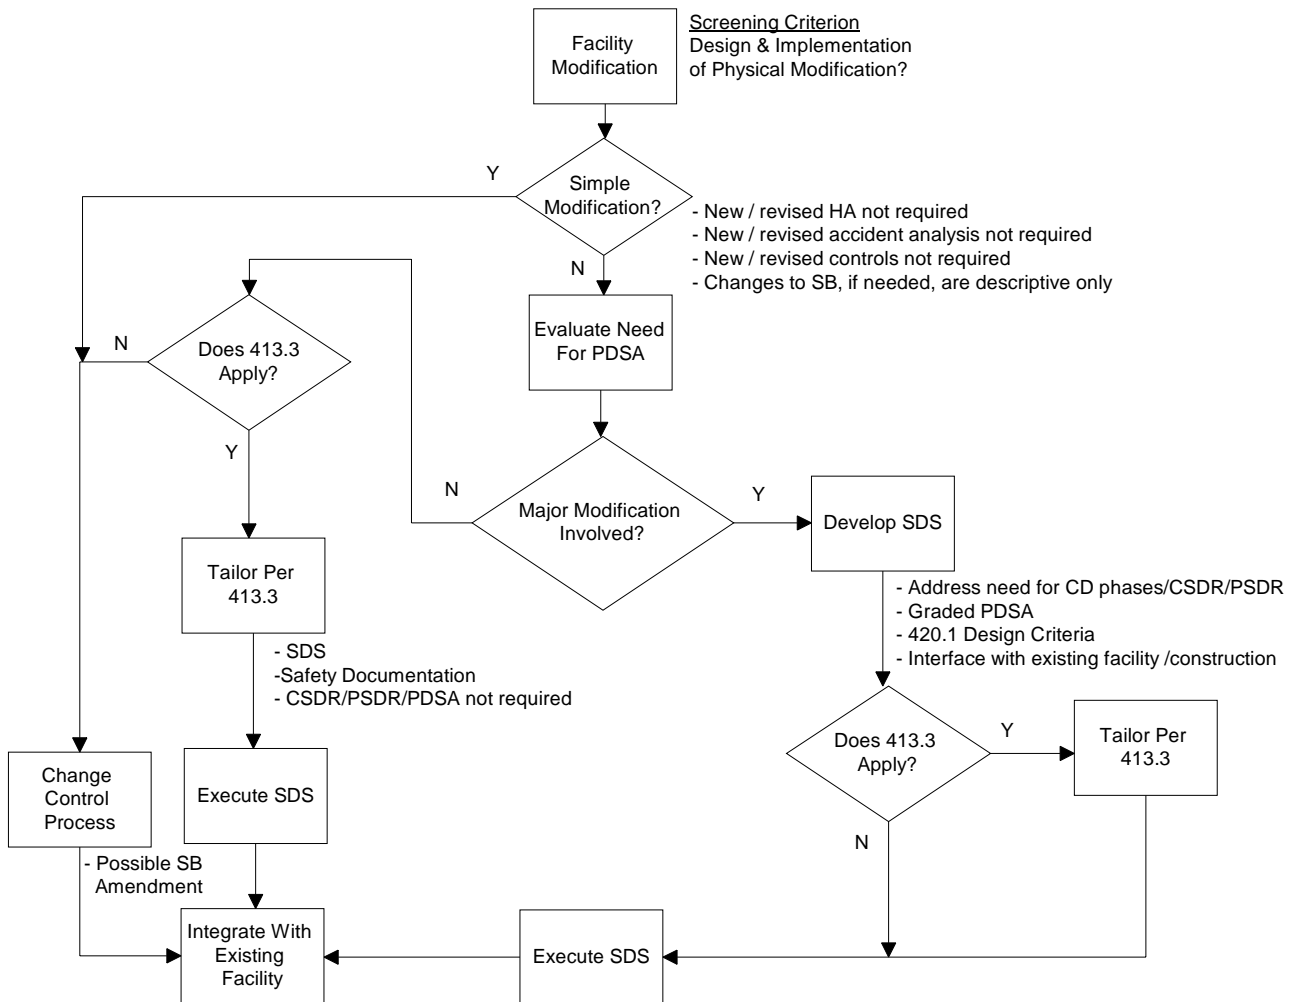 Facility
Modification
Screening Criterion
Design & Implementation
of Physical Modification?
Y
Simple
Modification?
- New / revised HA not required
- New / revised accident analysis not required
- New / revised controls not required
- Changes to SB, if needed, are descriptive only
N
Evaluate Need
For PDSA
N
Does 413.3
Apply?
Y
N
Major Modification
Involved?
Y
Develop SDS
Tailor Per
413.3
- SDS
-Safety Documentation
- CSDR/PSDR/PDSA not required
- Address need for CD phases/CSDR/PSDR
- Graded PDSA
- 420.1 Design Criteria
- Interface with existing facility /construction
Does 413.3
Apply?
Y
Tailor Per
413.3
N
Change
Control
Process
- Possible SB
Amendment
Execute SDS
Integrate With
Existing
Facility
Execute SDS